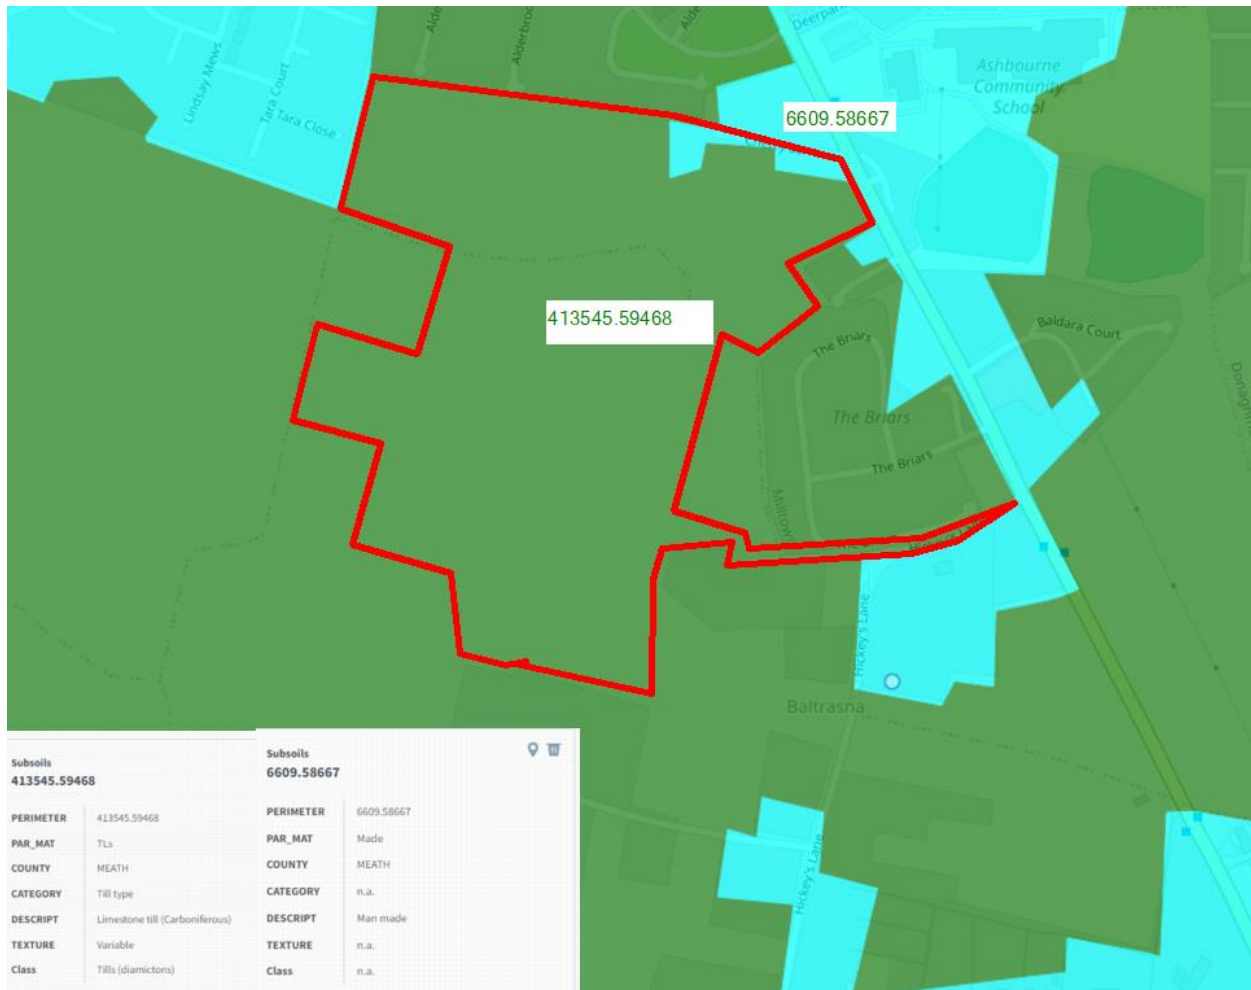 Deerpark
Lindsay Mews
Tara Court
Tara Close
Alderbrook
Ashbourne
Community
School
6609.58667
413545.59468
Baldara Court
The Briars
The Briars
The Briars
Hickey's Lane
Baltrasna
Hickey's Lane
Subsoils
413545.59468
PERIMETER 413545.59468
PAR_MAT TLs
COUNTY MEATH
CATEGORY Till type
DESCRIPT Limestone till (Carboniferous)
TEXTURE Variable
Class Tills (diamictons)
Subsoils
6609.58667
PERIMETER 6609.58667
PAR_MAT Made
COUNTY MEATH
CATEGORY n.a.
DESCRIPT Man made
TEXTURE n.a.
Class n.a.